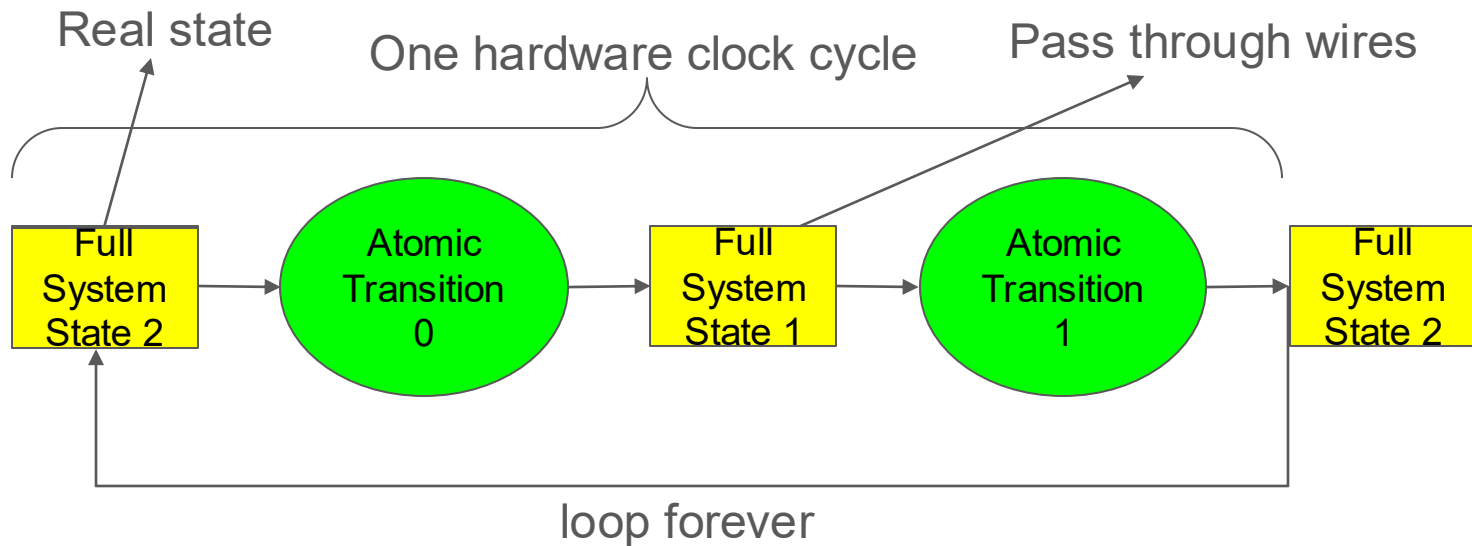 Real state
One hardware clock cycle
Pass through wires
Full
System
State 2
Atomic
Transition
0
Full
System
State 1
Atomic
Transition
1
Full
System
State 2
loop forever